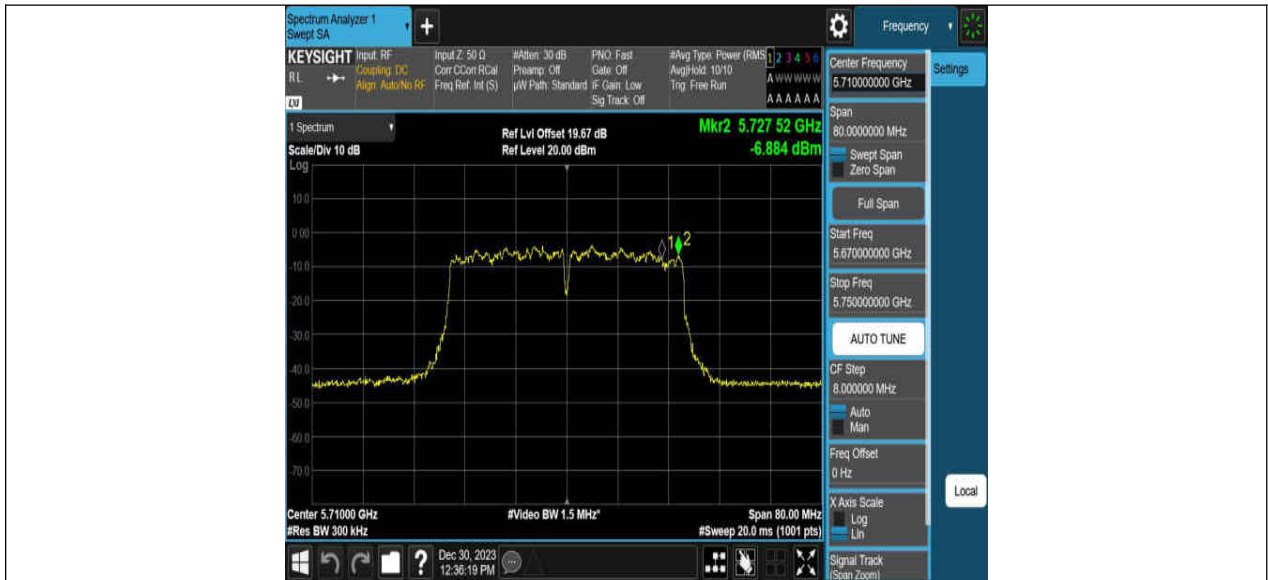 Spectrum Analyzer 1
Swept SA
+
Frequency
KEYSIGHT
RL
LXI
Input: RF
Coupling: DC
Align: Auto/No RF
Input Z: 50 Ω
Corr CCorr RCal
Freq Ref: Int (S)
#Atten: 30 dB
Preamp: Off
µW Path: Standard
PNO: Fast
Gate: Off
IF Gain: Low
Sig Track: Off
#Avg Type: Power (RMS
Avg|Hold: 10/10
Trig: Free Run
1 2 3 4 5 6
A W W W W W
A A A A A A
1 Spectrum
Scale/Div 10 dB
Log
Ref Lvl Offset 19.67 dB
Ref Level 20.00 dBm
Mkr2 5.727 52 GHz
-6.884 dBm
10.0
0.00
-10.0
-20.0
-30.0
-40.0
-50.0
-60.0
-70.0
1
2
Center 5.71000 GHz
#Res BW 300 kHz
#Video BW 1.5 MHz*
Span 80.00 MHz
#Sweep 20.0 ms (1001 pts)
?
Dec 30, 2023
12:36:19 PM
Center Frequency
5.710000000 GHz
Settings
Span
80.0000000 MHz
Swept Span
Zero Span
Full Span
Start Freq
5.670000000 GHz
Stop Freq
5.750000000 GHz
AUTO TUNE
CF Step
8.000000 MHz
Auto
Man
Freq Offset
0 Hz
X Axis Scale
Log
Lin
Local
Signal Track
(Span Zoom)